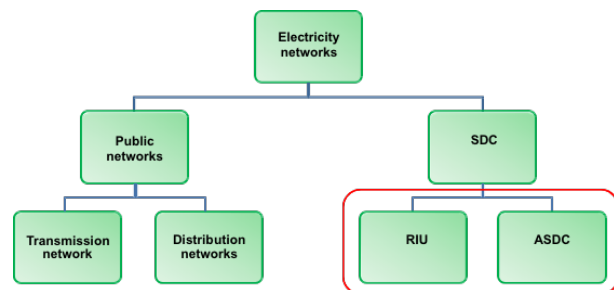 Electricity
networks
Public
networks
SDC
Transmission
network
Distribution
networks
RIU
ASDC